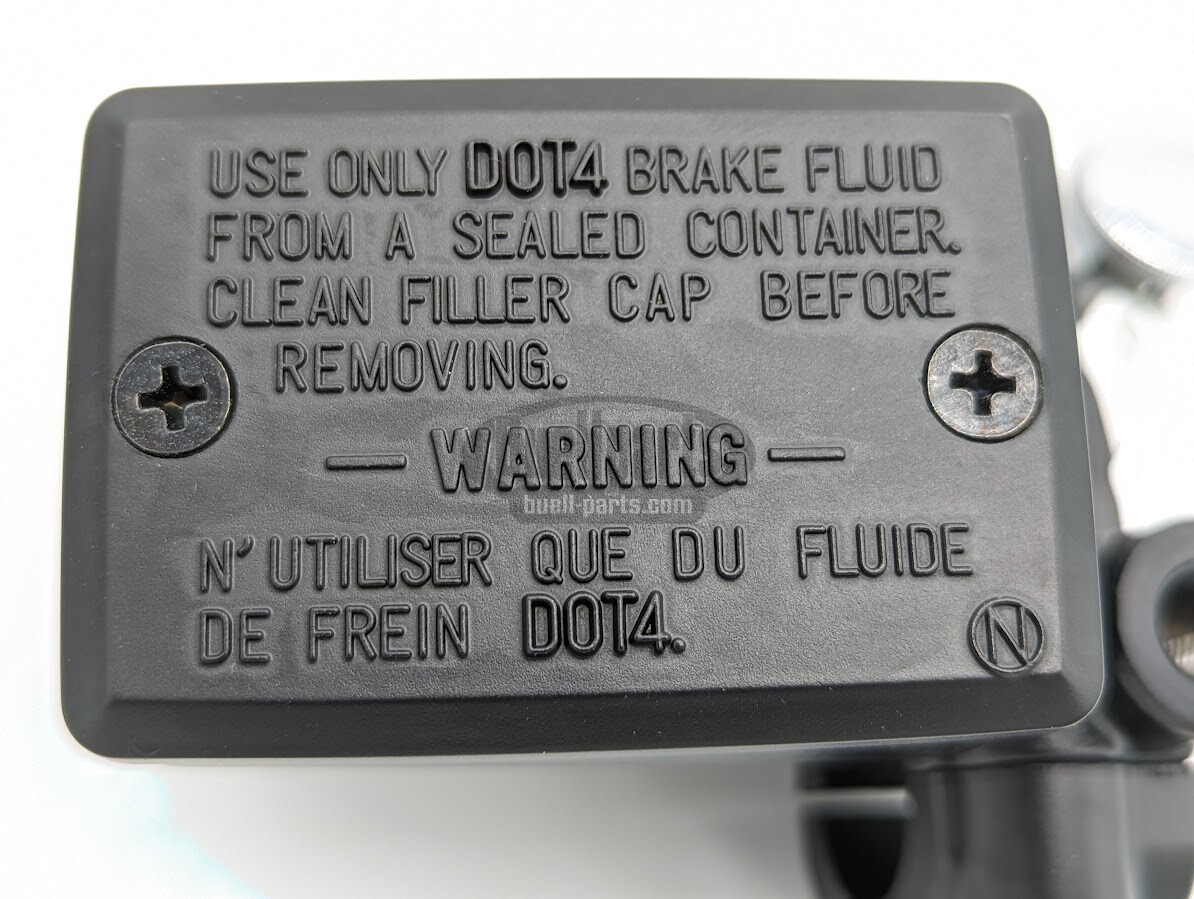 USE ONLY DOT4 BRAKE FLUID
FROM A SEALED CONTAINER.
CLEAN FILLER CAP BEFORE
REMOVING.
— WARNING —
buell-parts.com
N'UTILISER QUE DU FLUIDE
DE FREIN DOT4.
N